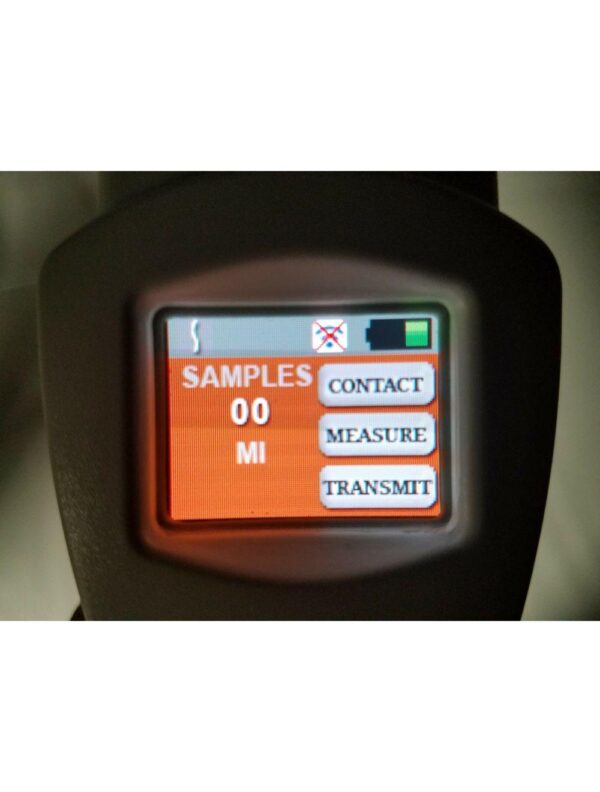 SAMPLES
00
MI
CONTACT
MEASURE
TRANSMIT